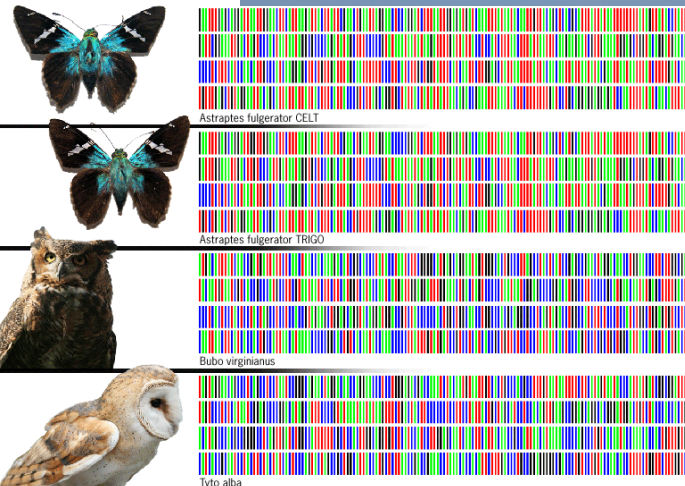 Astraptes fulgerator CELT
Astraptes fulgerator TRIGO
Bubo virginianus
Tyto alba